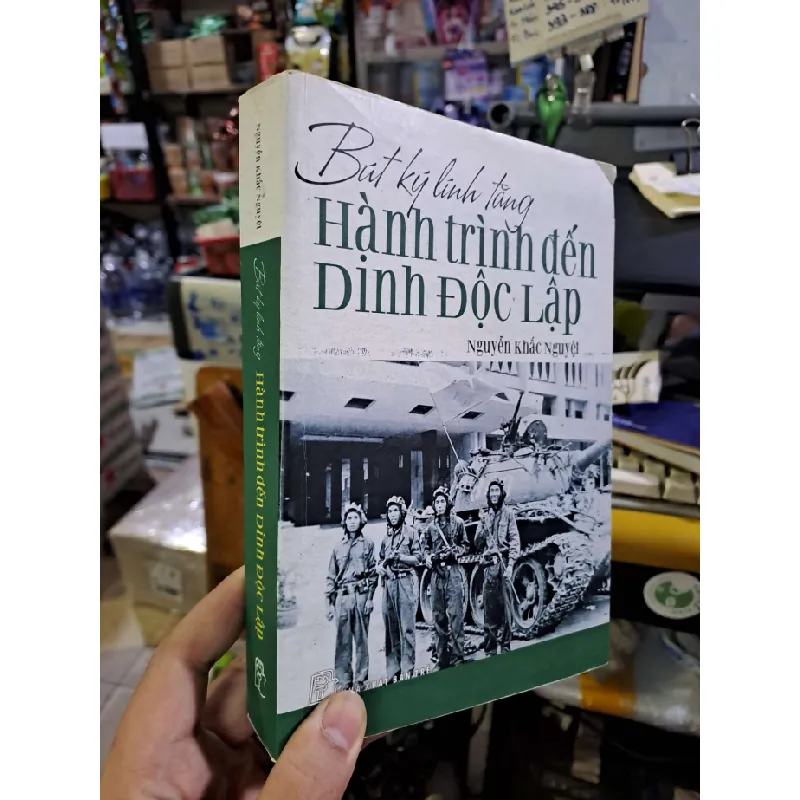 Bút ký lính tăng
Hành trình đến
Dinh Độc Lập
Nguyễn Khắc Nguyệt
Nguyễn Khắc Nguyệt
Bút ký lính tăng
Hành trình đến Dinh Độc Lập